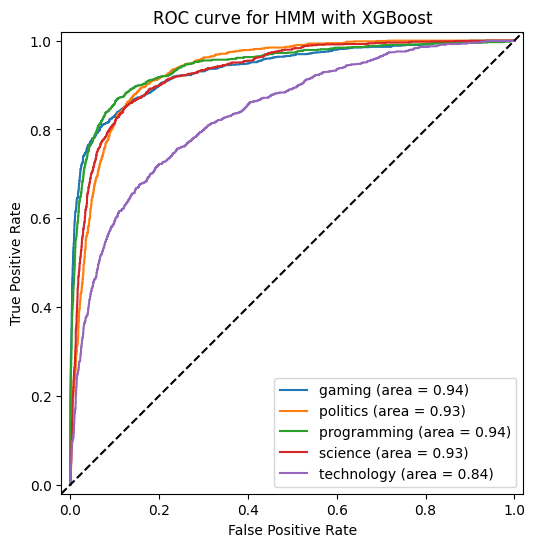 ROC curve for HMM with XGBoost
True Positive Rate
1.0
0.8
0.6
0.4
0.2
0.0
gaming (area = 0.94)
politics (area = 0.93)
programming (area = 0.94)
science (area = 0.93)
technology (area = 0.84)
0.0 0.2 0.4 0.6 0.8 1.0
False Positive Rate